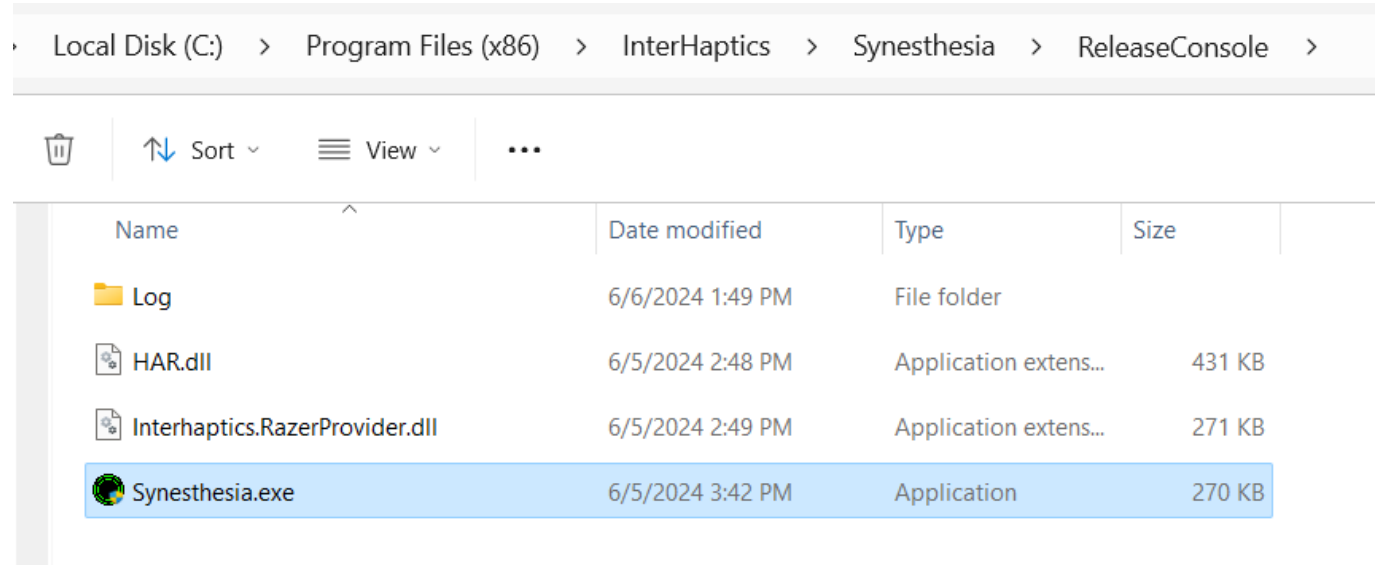 Local Disk (C:) > Program Files (x86) > InterHaptics > Synesthesia > ReleaseConsole >
Sort View ...
Name Date modified Type Size
Log 6/6/2024 1:49 PM File folder
HAR.dll 6/5/2024 2:48 PM Application extens... 431 KB
Interhaptics.RazerProvider.dll 6/5/2024 2:49 PM Application extens... 271 KB
Synesthesia.exe 6/5/2024 3:42 PM Application 270 KB